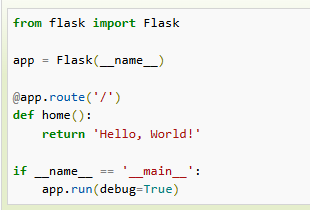 from flask import Flask
app = Flask(__name__)
@app.route('/')
def home():
    return 'Hello, World!'
if __name__ == '__main__':
    app.run(debug=True)